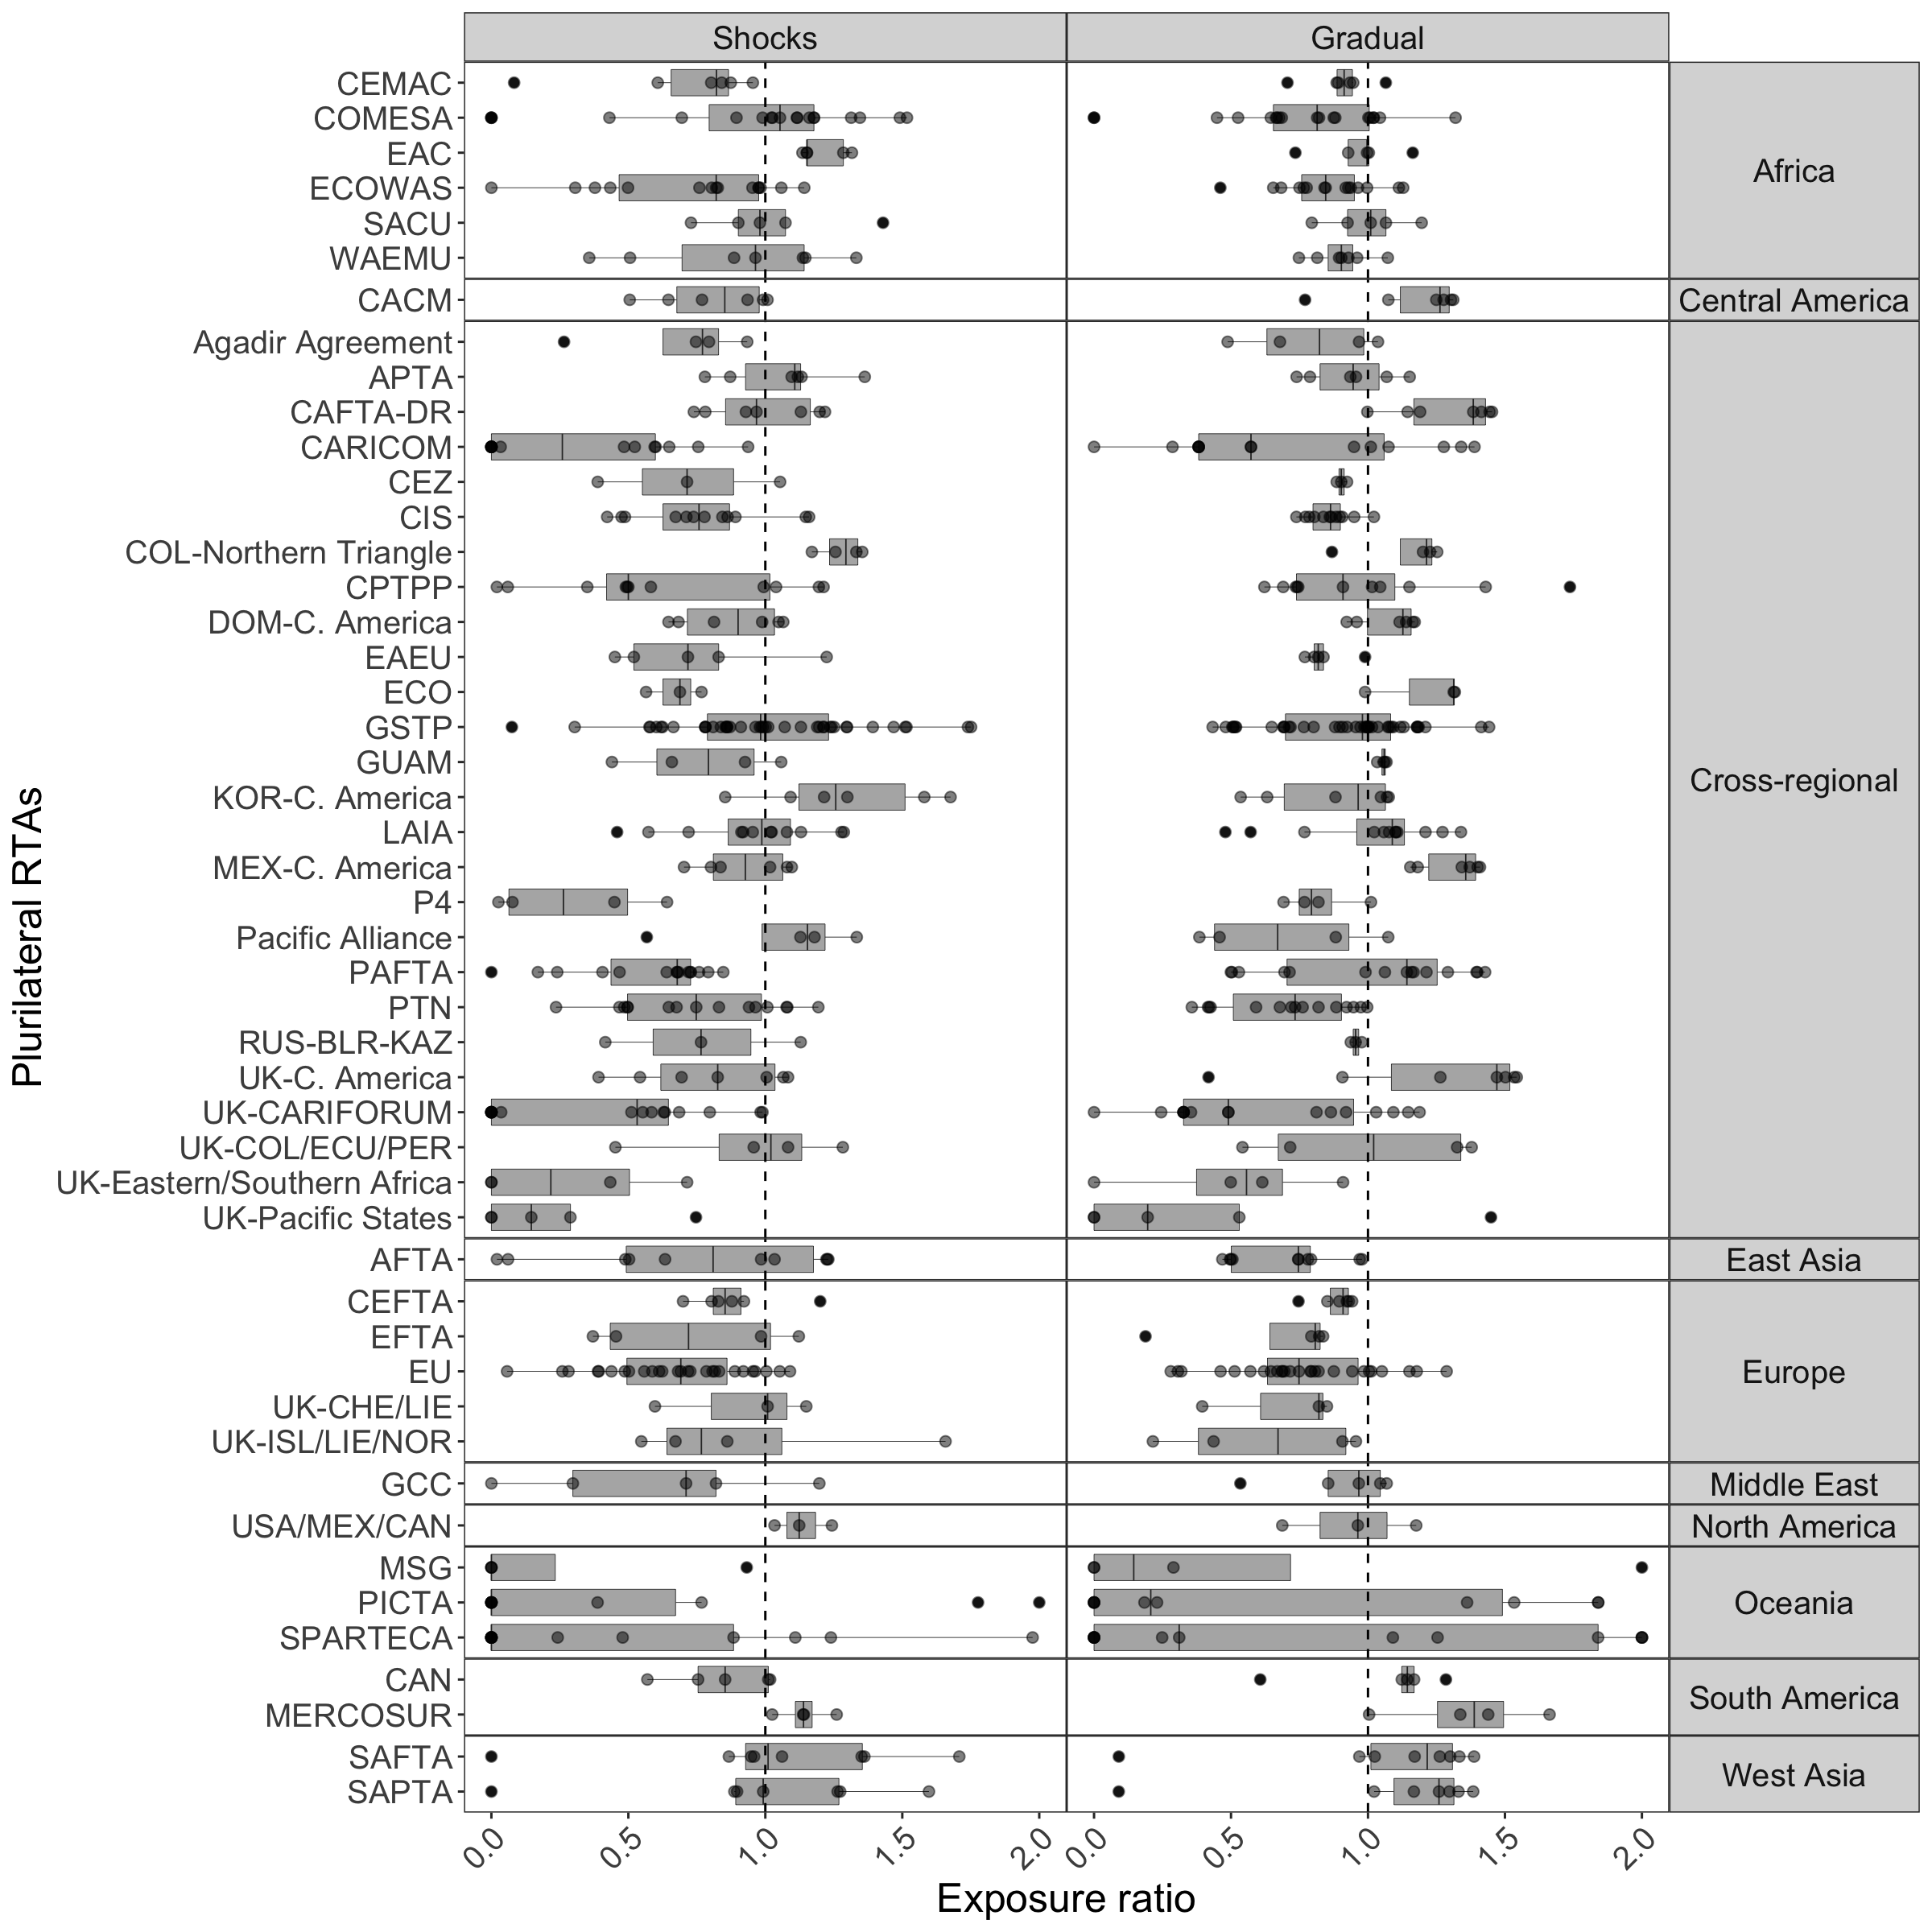 Shocks
Gradual
Plurilateral RTAs
CEMAC
COMESA
EAC
ECOWAS
SACU
WAEMU
Africa
CACM
Central America
Agadir Agreement
APTA
CAFTA-DR
CARICOM
CEZ
CIS
COL-Northern Triangle
CPTPP
DOM-C. America
EAEU
ECO
GSTP
GUAM
KOR-C. America
LAIA
MEX-C. America
P4
Pacific Alliance
PAFTA
PTN
RUS-BLR-KAZ
UK-C. America
UK-CARIFORUM
UK-COL/ECU/PER
UK-Eastern/Southern Africa
UK-Pacific States
Cross-regional
AFTA
East Asia
CEFTA
EFTA
EU
UK-CHE/LIE
UK-ISL/LIE/NOR
Europe
GCC
Middle East
USA/MEX/CAN
North America
MSG
PICTA
SPARTECA
Oceania
CAN
MERCOSUR
South America
SAFTA
SAPTA
West Asia
0.0 0.5 1.0 1.5 2.0
0.0 0.5 1.0 1.5 2.0
Exposure ratio